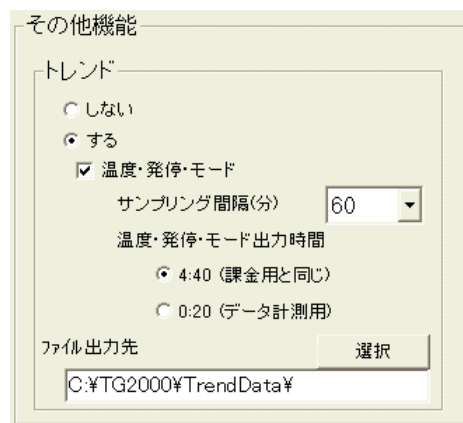 その他機能
トレンド
しない
する
温度・発停・モード
サンプリング間隔(分) 60
温度・発停・モード出力時間
4:40 (課金用と同じ)
0:20 (データ計測用)
ファイル出力先 選択
C:¥TG2000¥TrendData¥